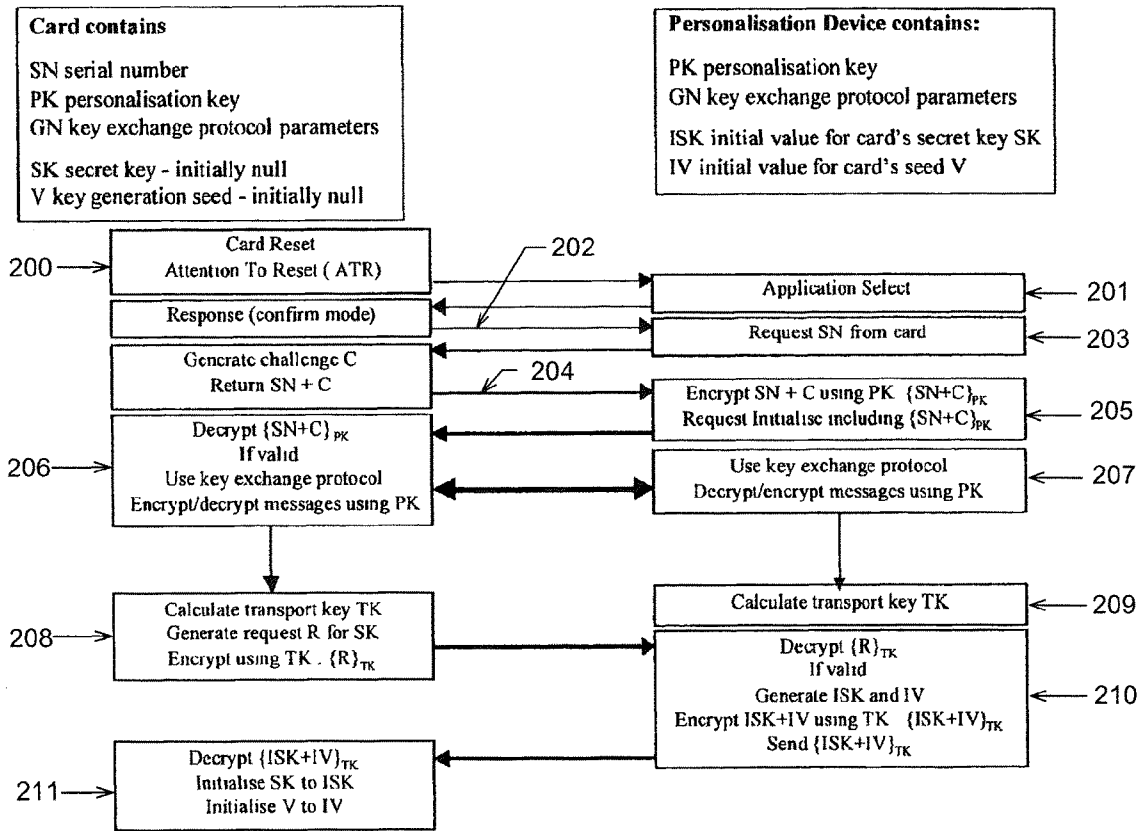 Card contains
SN serial number
PK personalisation key
GN key exchange protocol parameters
SK secret key - initially null
V key generation seed - initially null
Personalisation Device contains:
PK personalisation key
GN key exchange protocol parameters
ISK initial value for card's secret key SK
IV initial value for card's seed V
200
Card Reset
Attention To Reset ( ATR)
202
Application Select
201
Response (confirm mode)
Request SN from card
203
Generate challenge C
Return SN + C
204
Encrypt SN + C using PK {SN+C}PK
Request Initialise including {SN+C}PK
205
206
Decrypt {SN+C}PK
If valid
Use key exchange protocol
Encrypt/decrypt messages using PK
Use key exchange protocol
Decrypt/encrypt messages using PK
207
208
Calculate transport key TK
Generate request R for SK
Encrypt using TK . {R}TK
Calculate transport key TK
209
Decrypt {R}TK
If valid
Generate ISK and IV
Encrypt ISK+IV using TK {ISK+IV}TK
Send {ISK+IV}TK
210
211
Decrypt {ISK+IV}TK
Initialise SK to ISK
Initialise V to IV